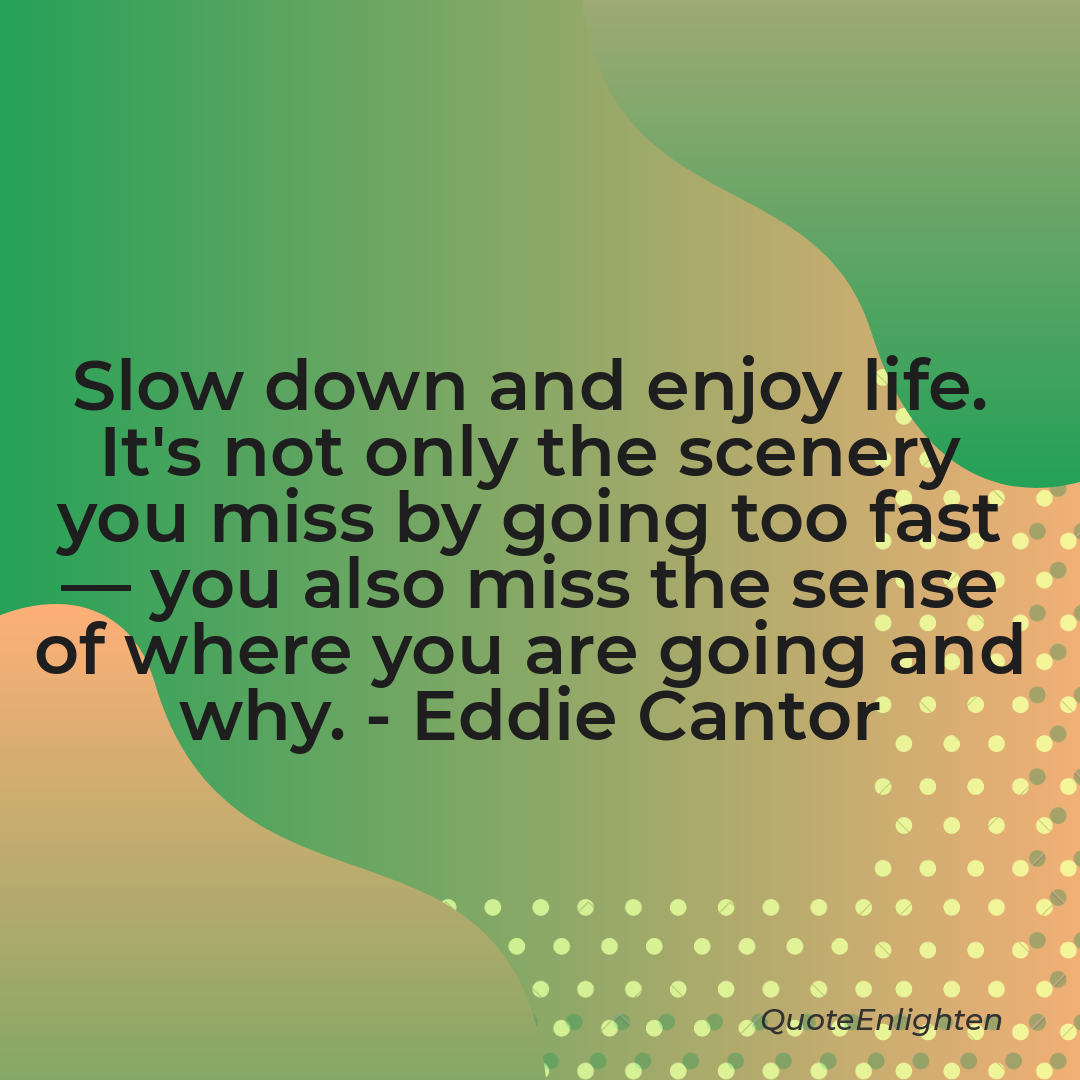 Slow down and enjoy life.
It's not only the scenery
you miss by going too fast
— you also miss the sense
of where you are going and
why. - Eddie Cantor
QuoteEnlighten